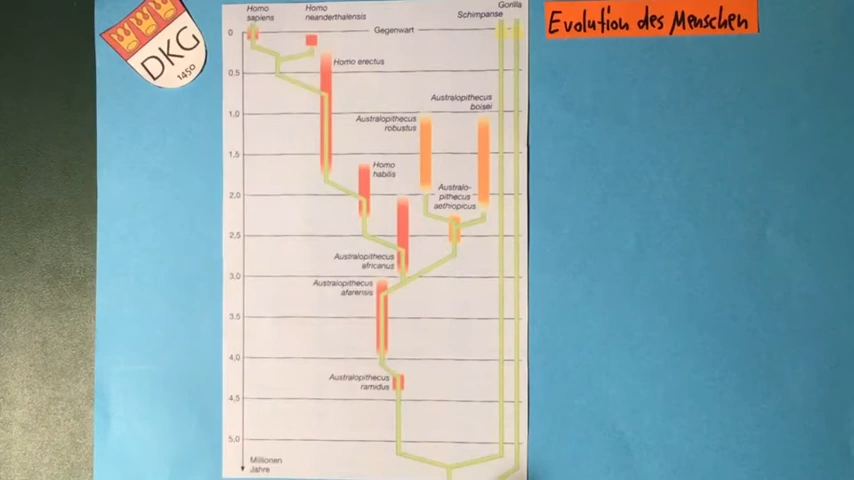 DKG
1450
Evolution des Menschen
Homo
sapiens
Homo
neanderthalensis
Gorilla
Schimpanse
0
Gegenwart
Homo erectus
0,5
Australopithecus
boisei
1,0
Australopithecus
robustus
1,5
Homo
habilis
2,0
Australo-
pithecus
aethiopicus
2,5
Australopithecus
africanus
3,0
Australopithecus
afarensis
3,5
4,0
Australopithecus
ramidus
4,5
5,0
Millionen
Jahre